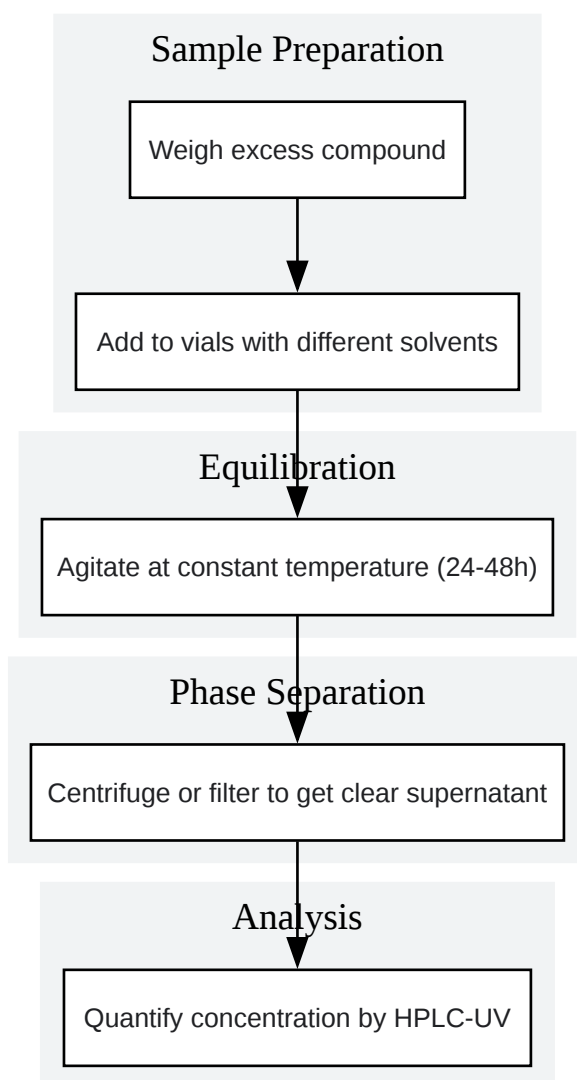 Sample Preparation
Weigh excess compound
Add to vials with different solvents
Equilibration
Agitate at constant temperature (24-48h)
Phase Separation
Centrifuge or filter to get clear supernatant
Analysis
Quantify concentration by HPLC-UV